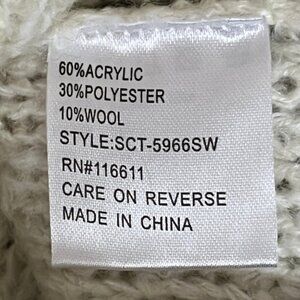 60%ACRYLIC
30%POLYESTER
10%WOOL
STYLE:SCT-5966SW
RN#116611
CARE ON REVERSE
MADE IN CHINA